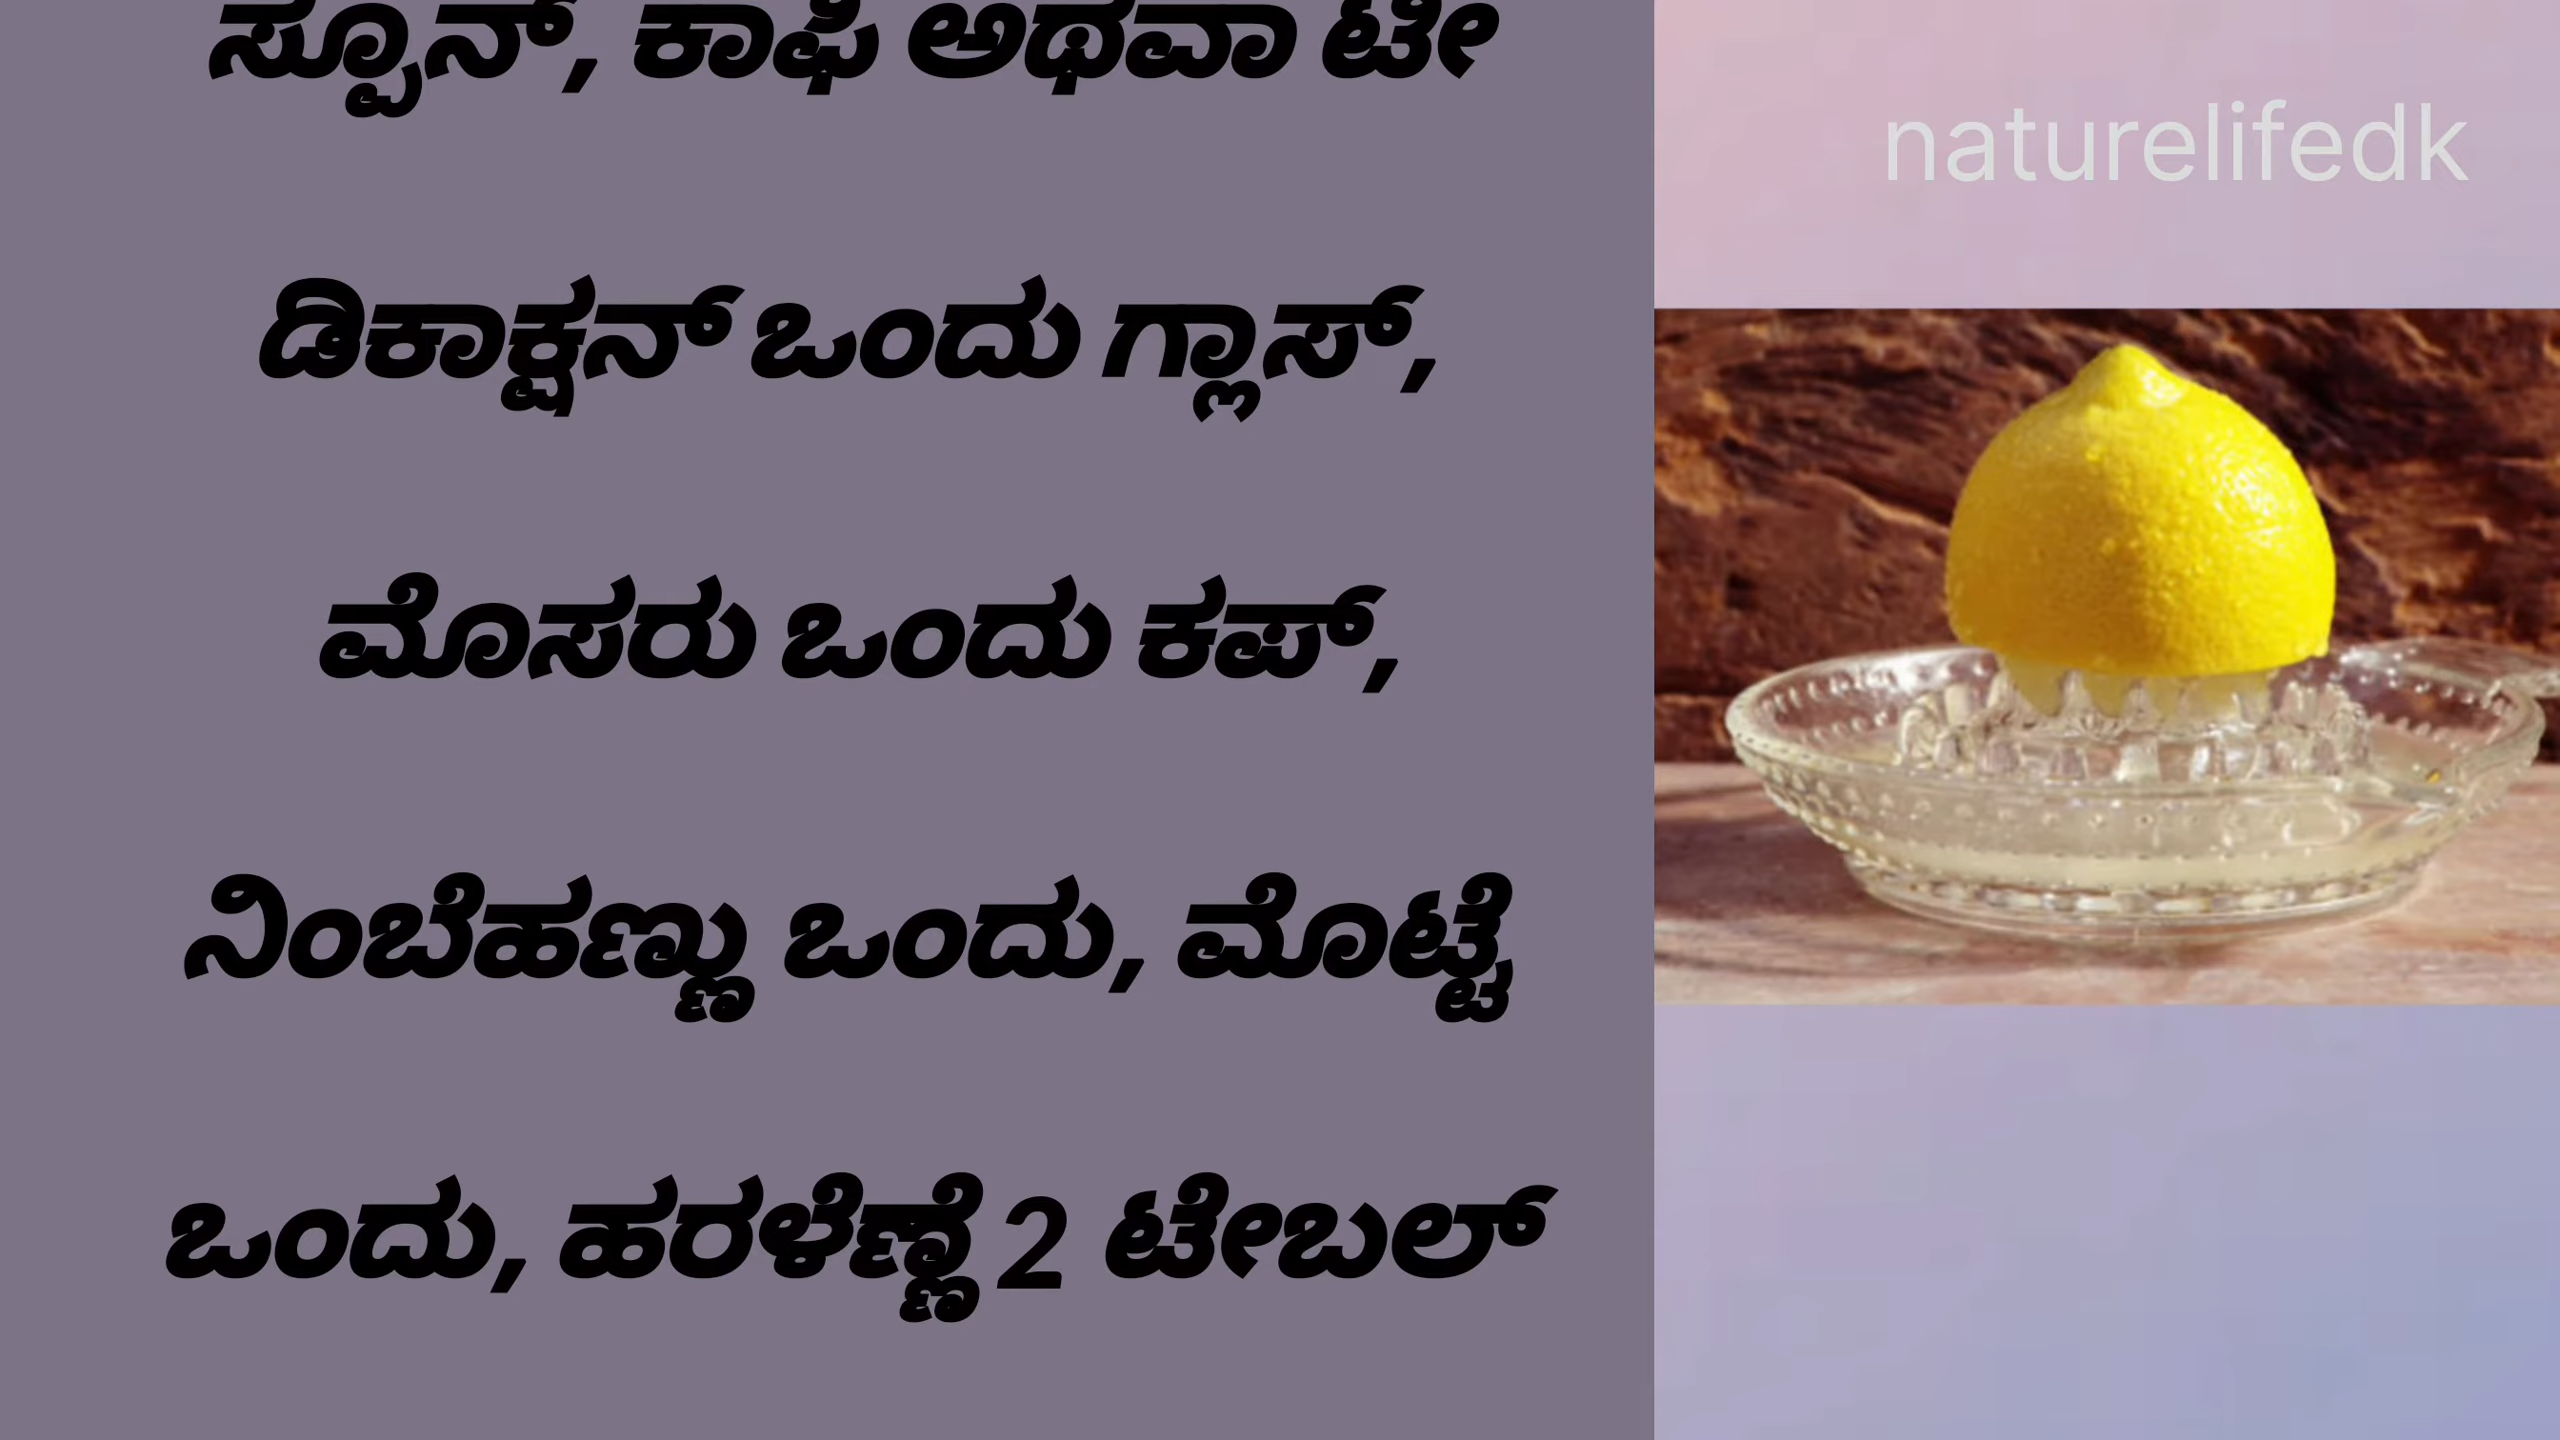 ಸ್ಪೂನ್, ಕಾಫಿ ಅಥವಾ ಟೀ
ಡಿಕಾಕ್ಷನ್ ಒಂದು ಗ್ಲಾಸ್,
ಮೊಸರು ಒಂದು ಕಪ್,
ನಿಂಬೆಹಣ್ಣು ಒಂದು, ಮೊಟ್ಟೆ
ಒಂದು, ಹರಳೆಣ್ಣೆ 2 ಟೇಬಲ್
naturelifedk